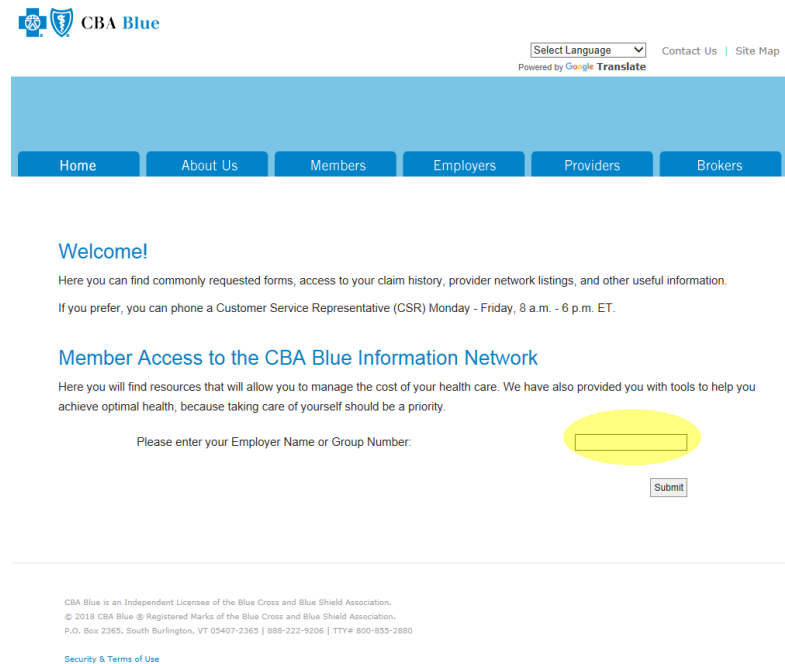 CBA Blue
Select Language
Contact Us | Site Map
Powered by Google Translate
Home About Us Members Employers Providers Brokers
Welcome!
Here you can find commonly requested forms, access to your claim history, provider network listings, and other useful information.
If you prefer, you can phone a Customer Service Representative (CSR) Monday - Friday, 8 a.m. - 6 p.m. ET.
Member Access to the CBA Blue Information Network
Here you will find resources that will allow you to manage the cost of your health care. We have also provided you with tools to help you
achieve optimal health, because taking care of yourself should be a priority.
Please enter your Employer Name or Group Number:
Submit
CBA Blue is an Independent Licensee of the Blue Cross and Blue Shield Association.
© 2018 CBA Blue ® Registered Marks of the Blue Cross and Blue Shield Association.
P.O. Box 2365, South Burlington, VT 05407-2365 | 888-222-9206 | TTY# 800-855-2880
Security & Terms of Use